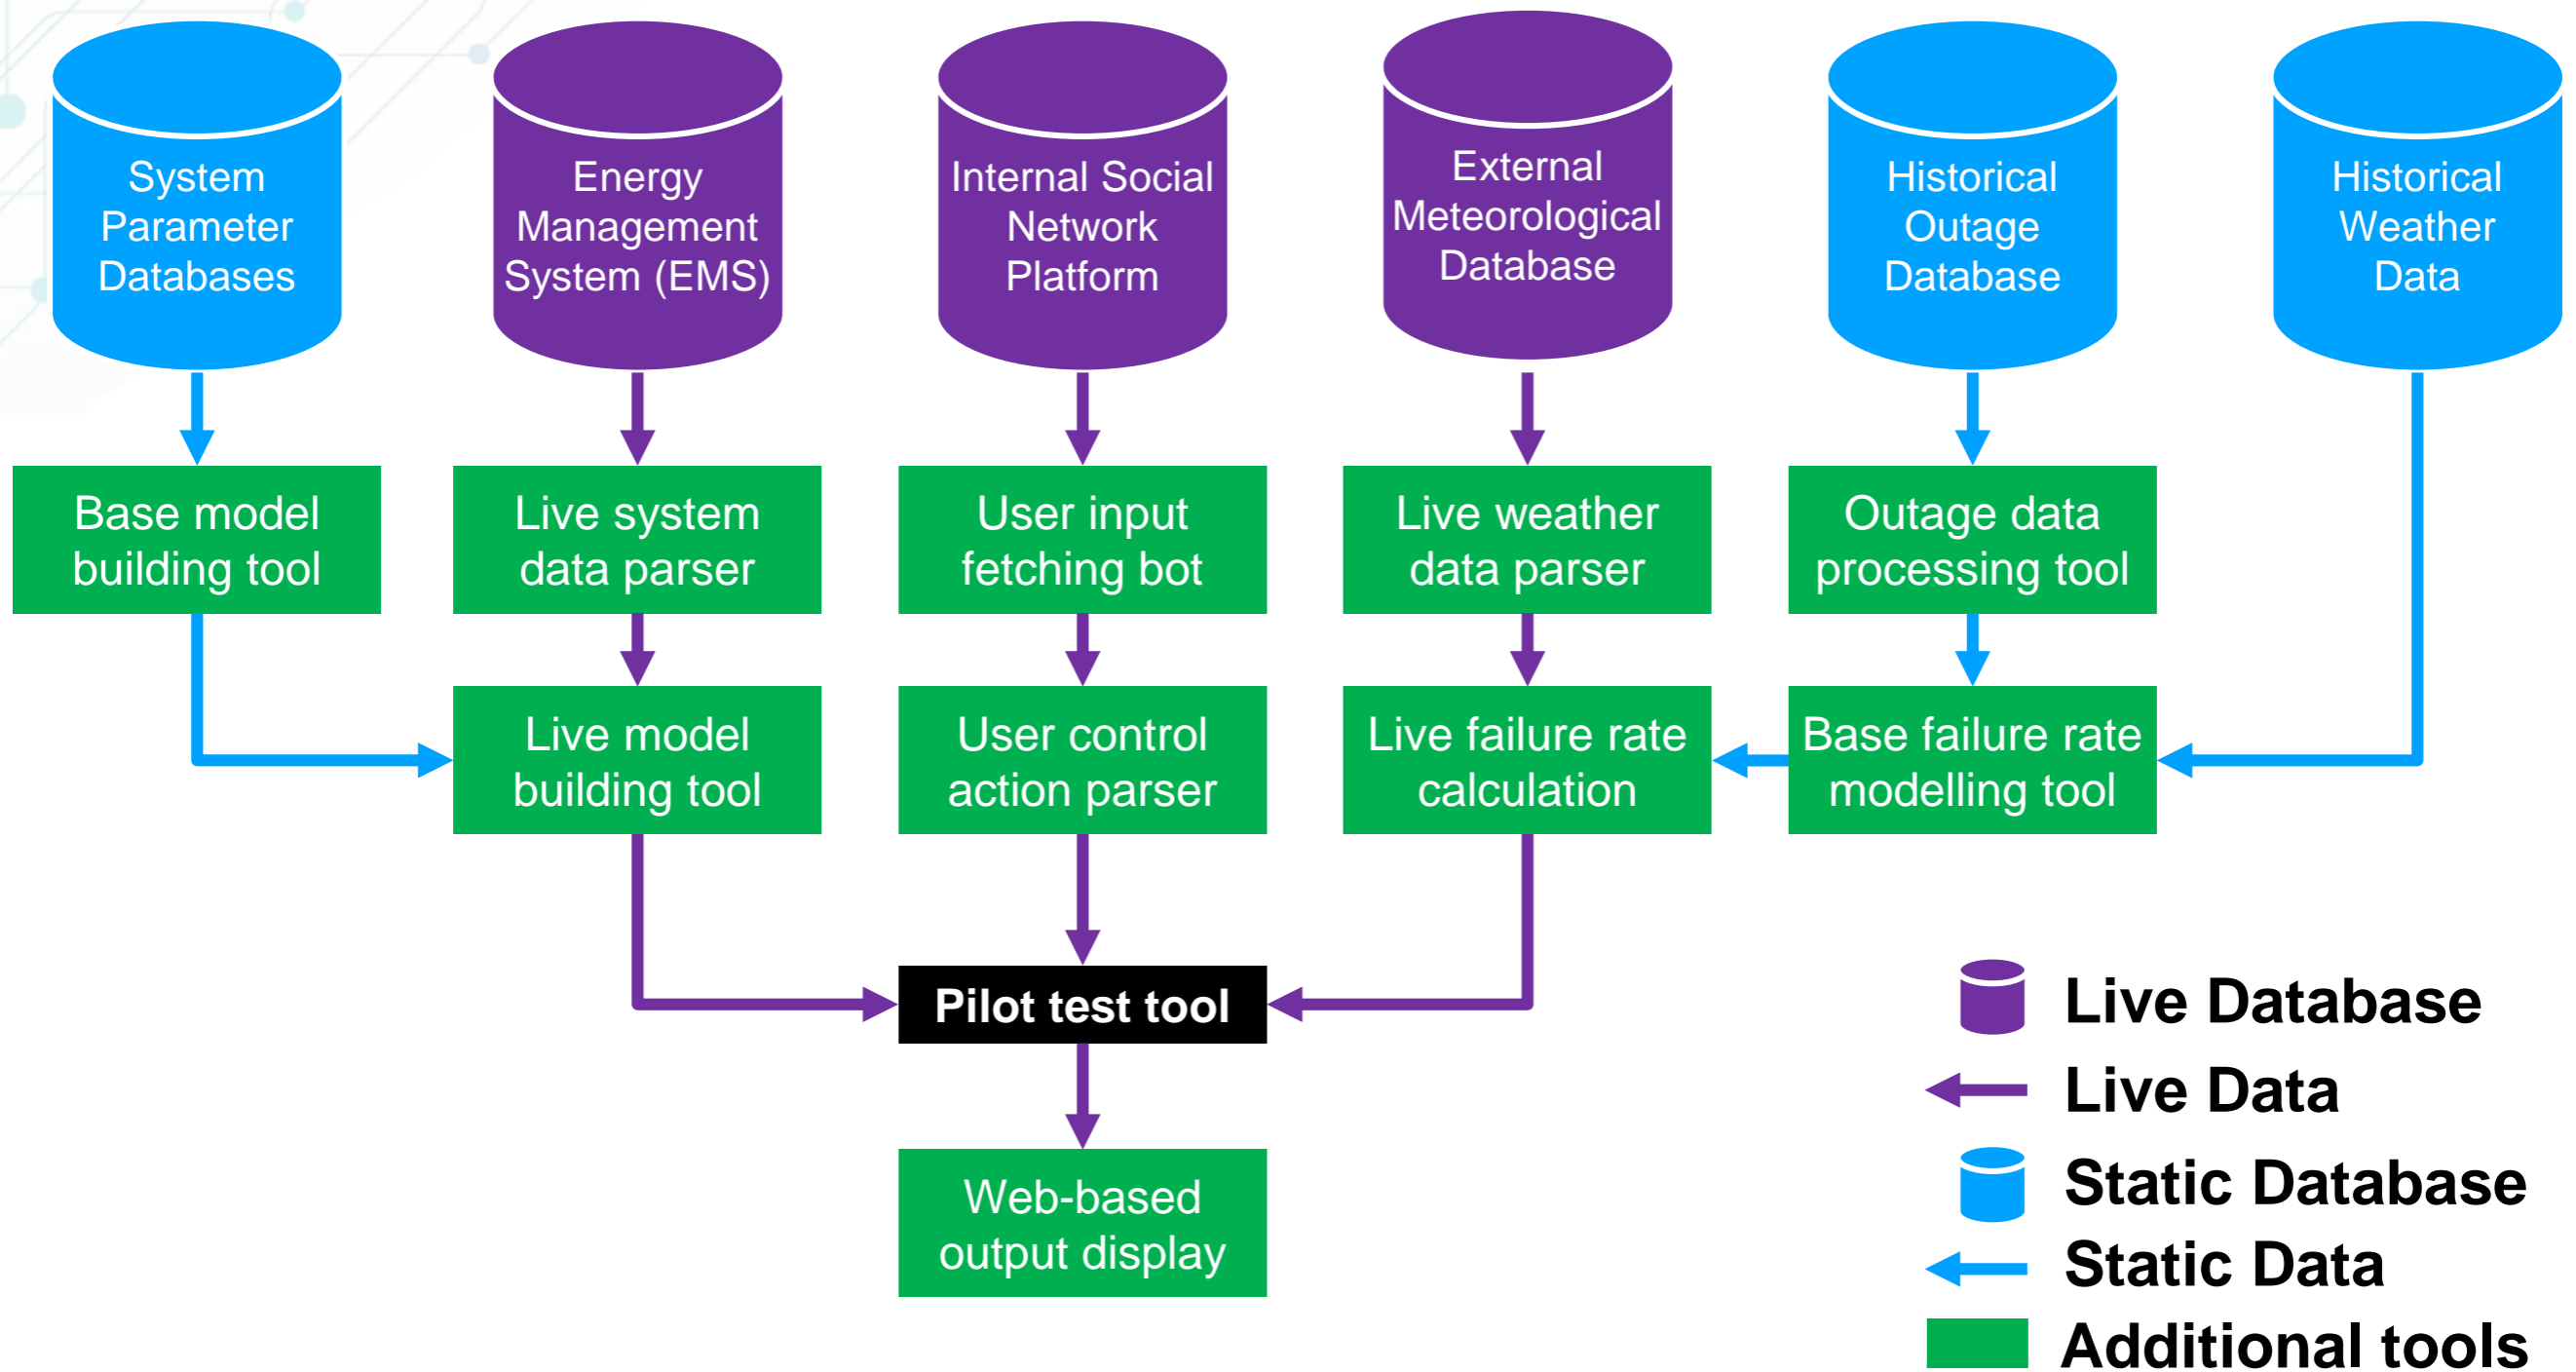 System
Parameter
Databases
Energy
Management
System (EMS)
Internal Social
Network
Platform
External
Meteorological
Database
Historical
Outage
Database
Historical
Weather
Data
Base model
building tool
Live system
data parser
User input
fetching bot
Live weather
data parser
Outage data
processing tool
Live model
building tool
User control
action parser
Live failure rate
calculation
Base failure rate
modelling tool
Pilot test tool
Web-based
output display
Live Database
Live Data
Static Database
Static Data
Additional tools